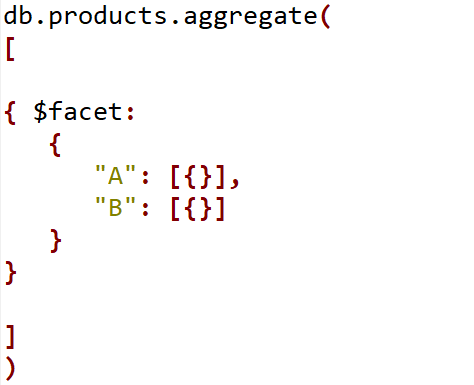 db.products.aggregate(
[
{ $facet:
{
"A": [{}],
"B": [{}]
}
}
]
)